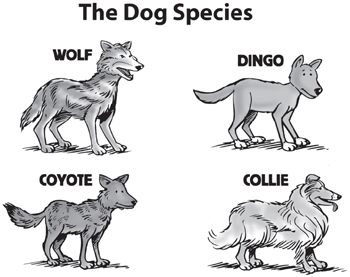 The Dog Species
WOLF
DINGO
COYOTE
COLLIE